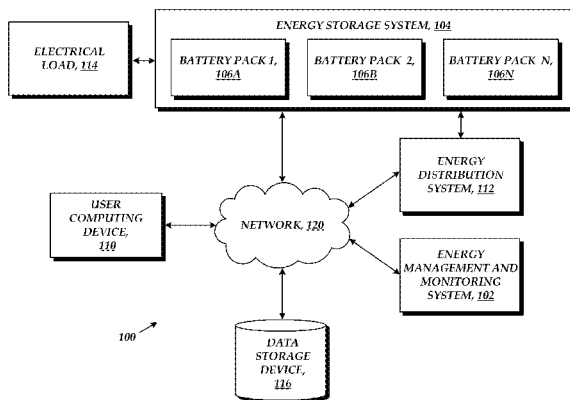 ENERGY STORAGE SYSTEM, 104
ELECTRICAL
LOAD, 114
BATTERY PACK 1,
106A
BATTERY PACK 2,
106B
BATTERY PACK N,
106N
ENERGY
DISTRIBUTION
SYSTEM, 112
USER
COMPUTING
DEVICE,
110
NETWORK, 120
ENERGY
MANAGEMENT AND
MONITORING
SYSTEM, 102
100
DATA
STORAGE
DEVICE,
116